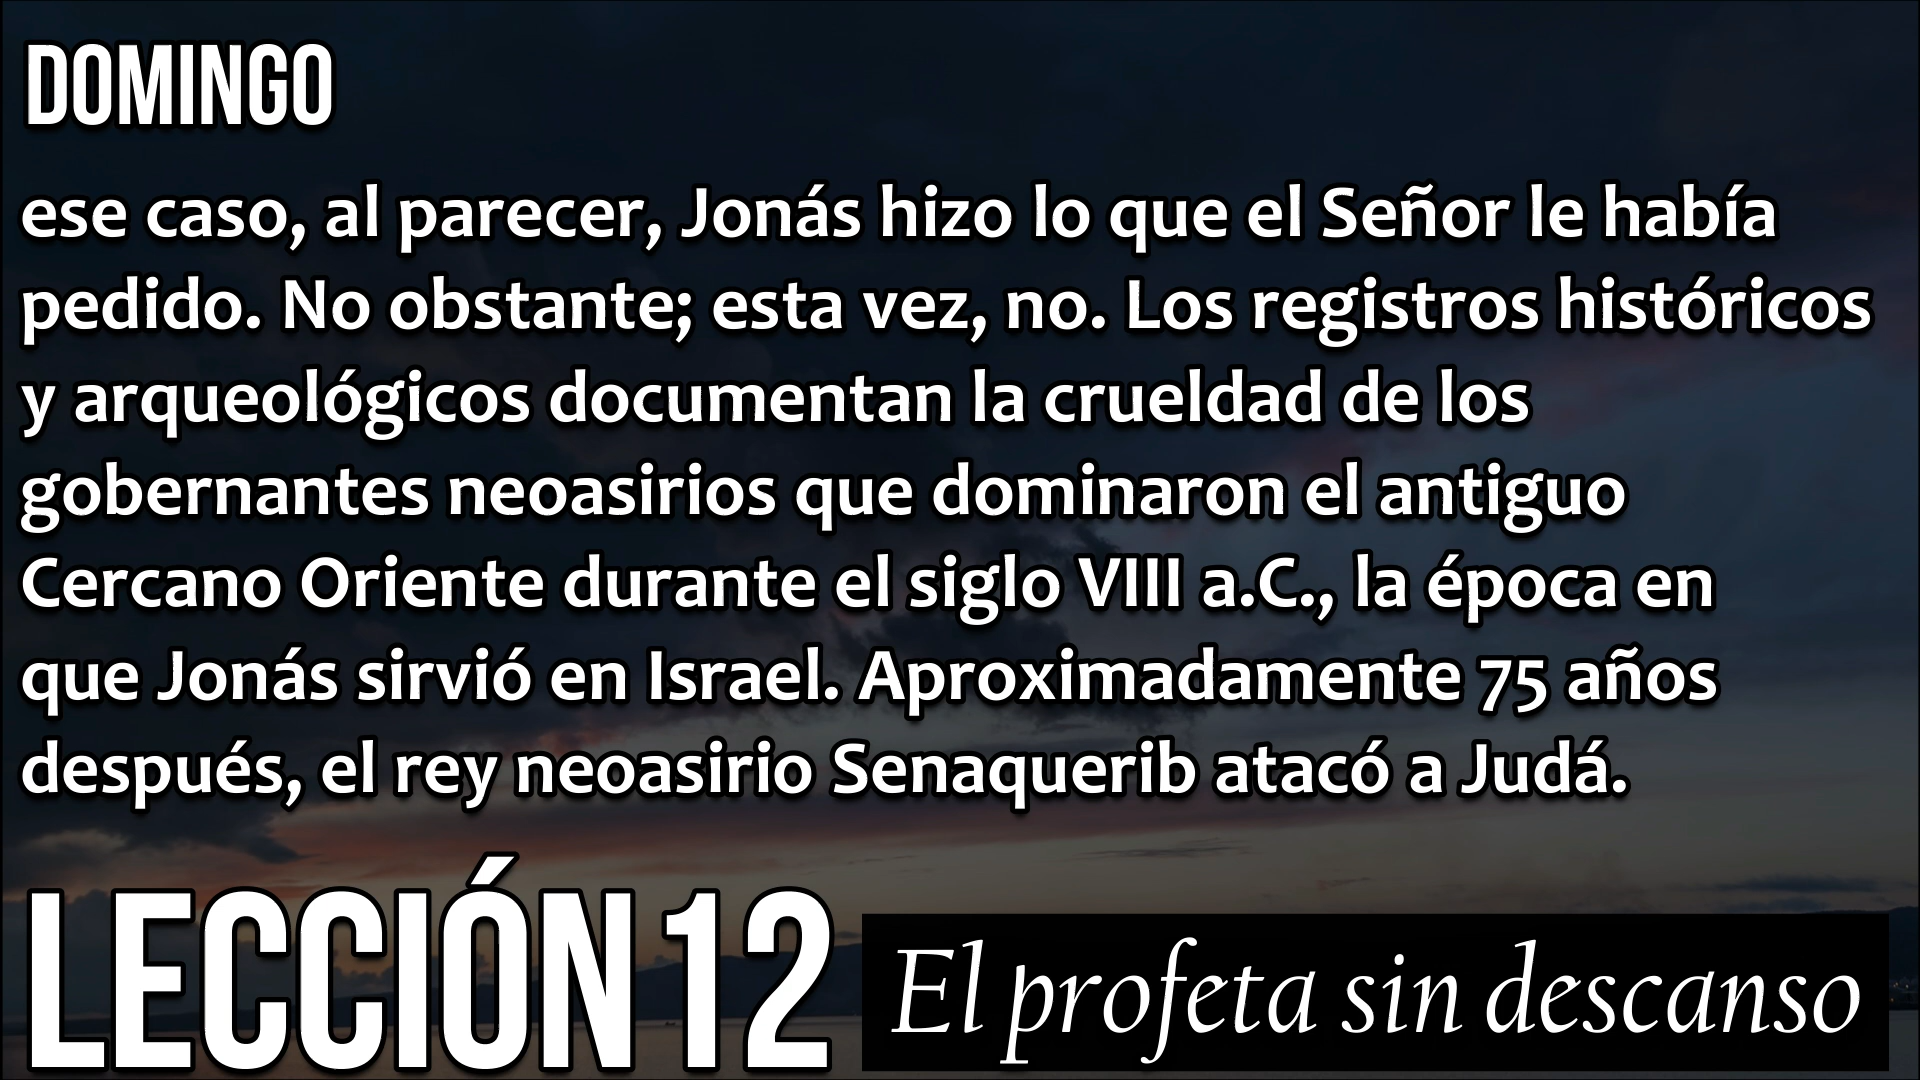 DOMINGO
ese caso, al parecer, Jonás hizo lo que el Señor le había
pedido. No obstante; esta vez, no. Los registros históricos
y arqueológicos documentan la crueldad de los
gobernantes neoasirios que dominaron el antiguo
Cercano Oriente durante el siglo VIII a.C., la época en
que Jonás sirvió en Israel. Aproximadamente 75 años
después, el rey neoasirio Senaquerib atacó a Judá.
LECCIÓN 12
El profeta sin descanso